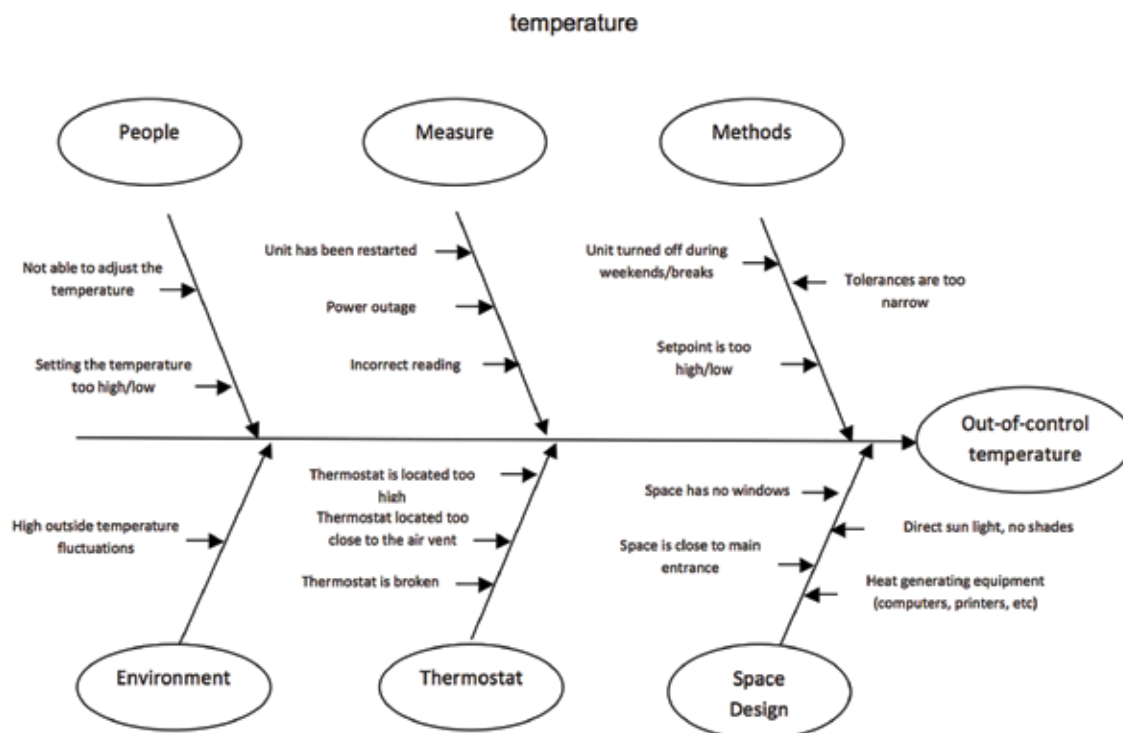 temperature
People
Measure
Methods
Unit has been restarted
Unit turned off during
weekends/breaks
Not able to adjust the
temperature
Tolerances are too
narrow
Power outage
Setting the temperature
too high/low
Incorrect reading
Setpoint is too
high/low
Out-of-control
temperature
Thermostat is located too
high
Space has no windows
High outside temperature
fluctuations
Thermostat located too
close to the air vent
Direct sun light, no shades
Space is close to main
entrance
Thermostat is broken
Heat generating equipment
(computers, printers, etc)
Environment
Thermostat
Space
Design